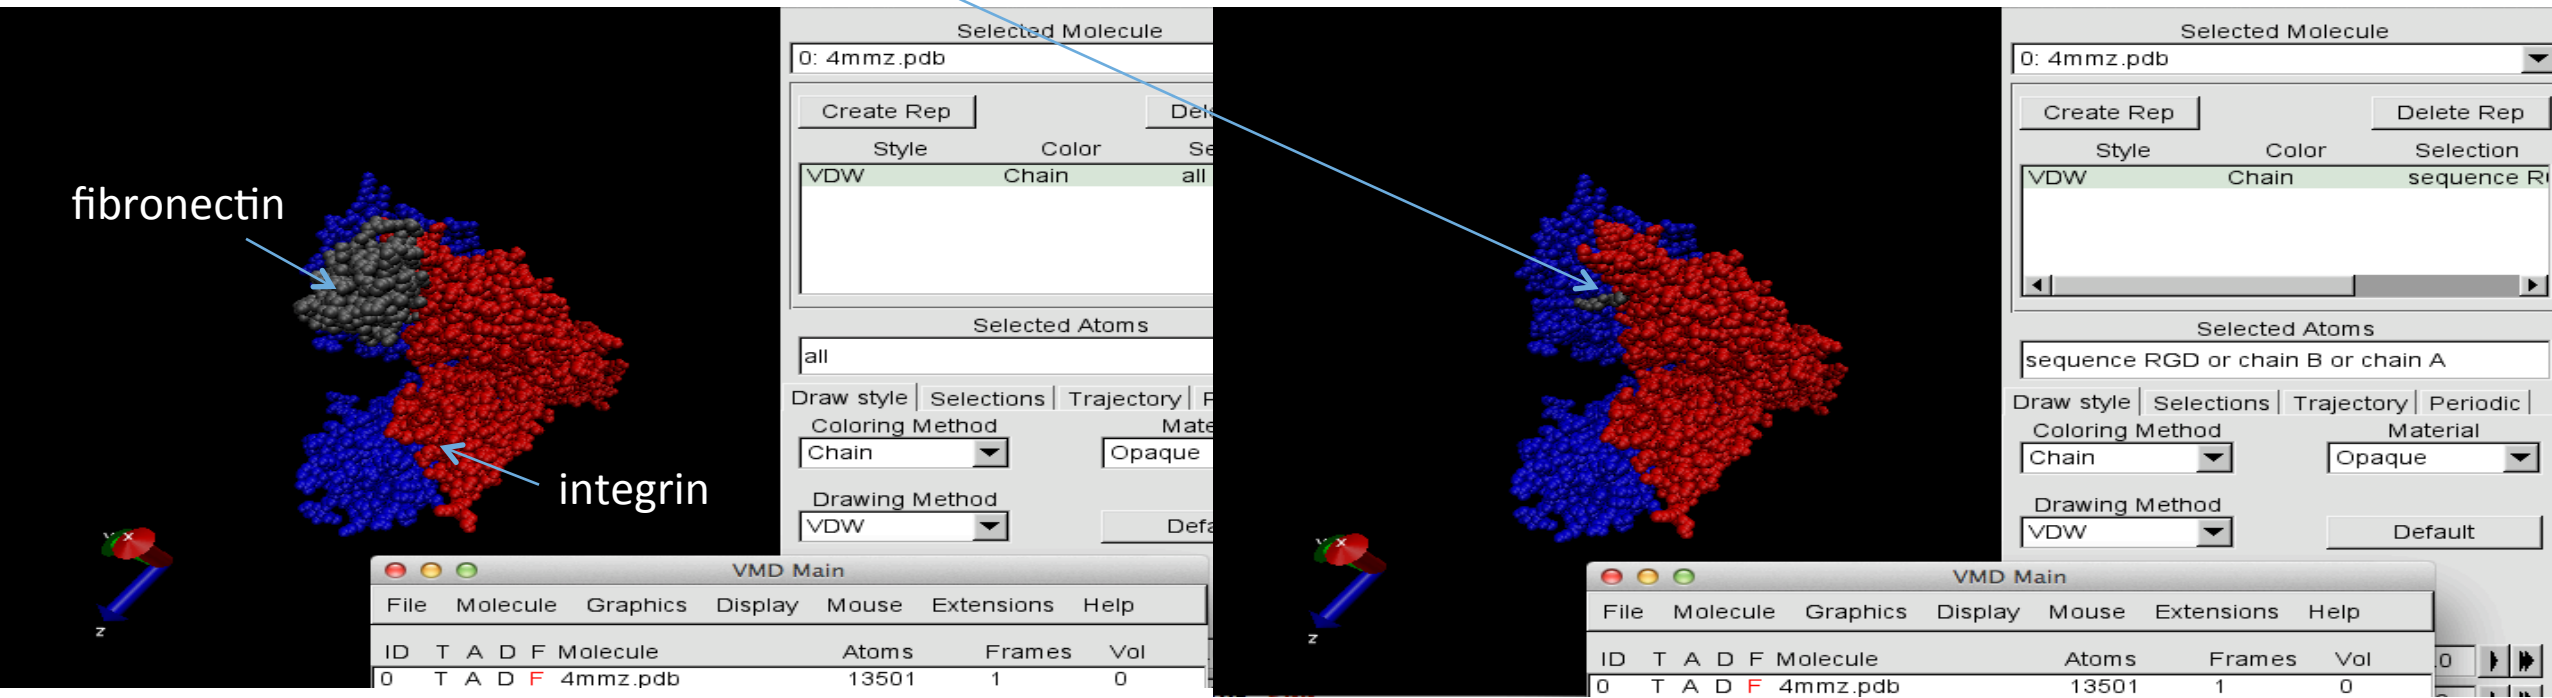 Selected Molecule
0: 4mmz.pdb
Create Rep
Style Color
VDW Chain all
Selected Atoms
all
Draw style Selections Trajectory
Coloring Method
Chain Opaque
Drawing Method
VDW
fibronectin
integrin
x
z
VMD Main
File Molecule Graphics Display Mouse Extensions Help
ID T A D F Molecule Atoms Frames Vol
0 T A D F 4mmz.pdb 13501 1 0
Selected Molecule
0: 4mmz.pdb
Create Rep Delete Rep
Style Color Selection
VDW Chain sequence
Selected Atoms
sequence RGD or chain B or chain A
Draw style Selections Trajectory Periodic
Coloring Method Material
Chain Opaque
Drawing Method
VDW Default
x
z
VMD Main
File Molecule Graphics Display Mouse Extensions Help
ID T A D F Molecule Atoms Frames Vol
0 T A D F 4mmz.pdb 13501 1 0